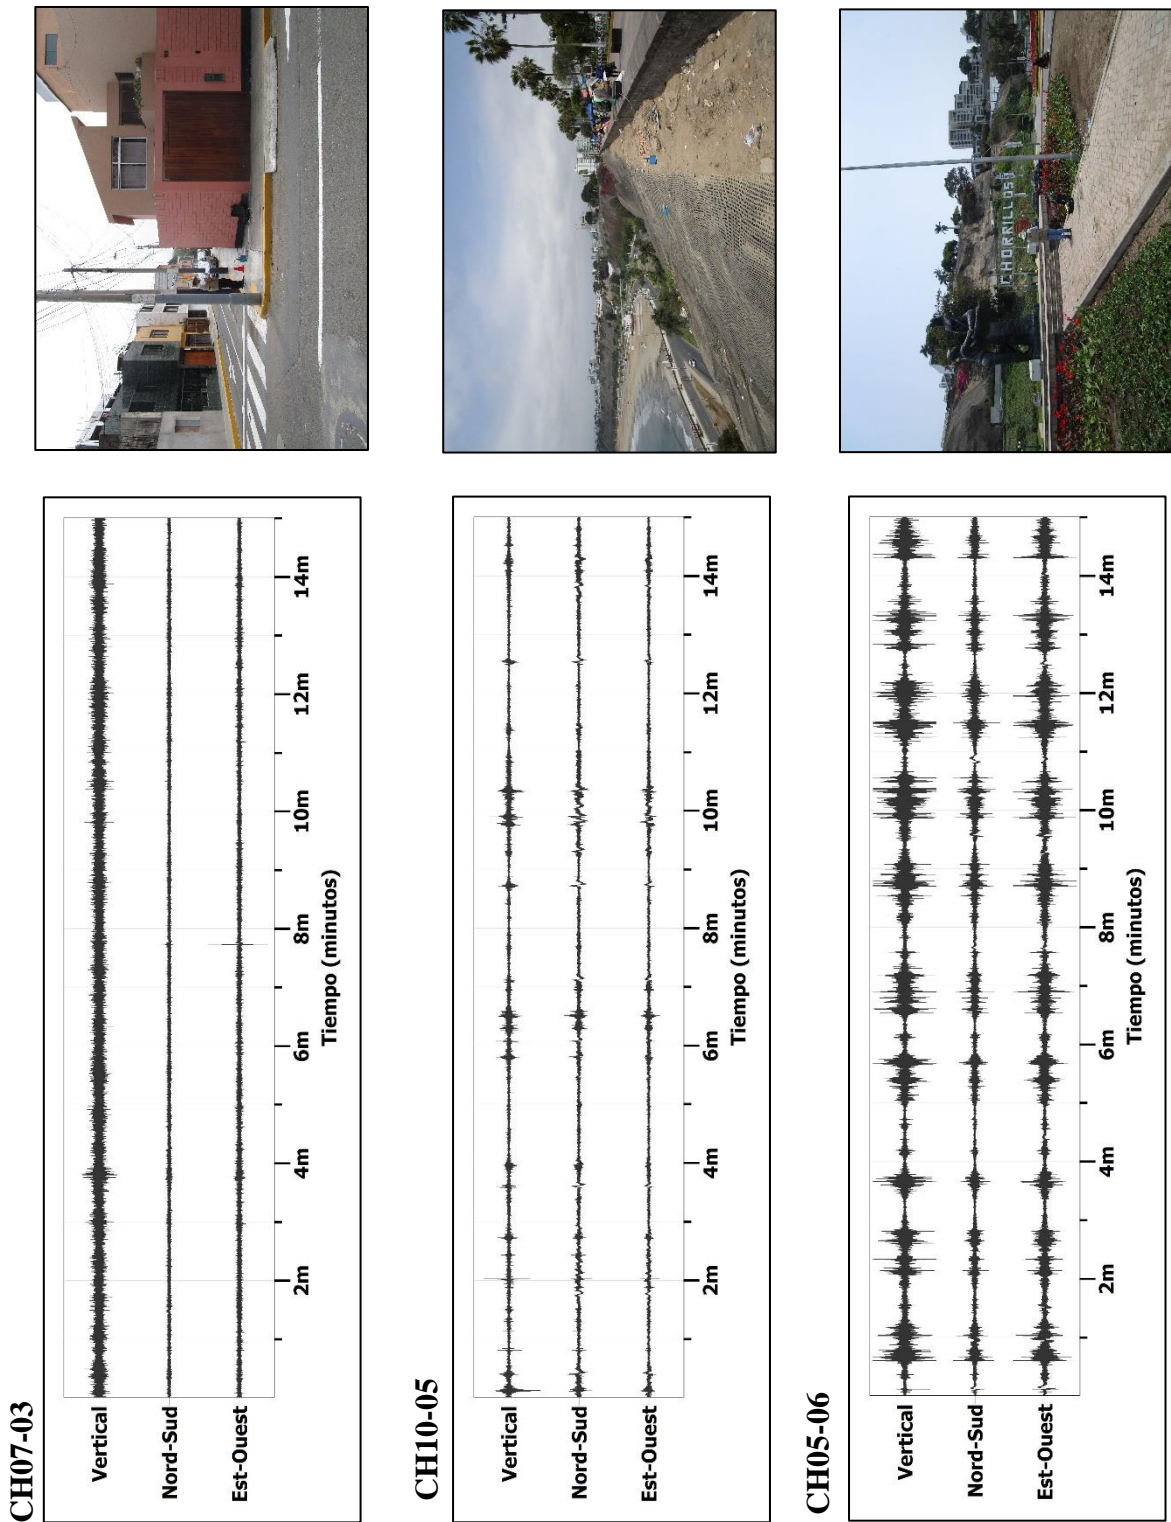 CH07-03
Vertical
Nord-Sud
Est-Ouest
2m 4m 6m 8m 10m 12m 14m
Tiempo (minutos)
CH10-05
Vertical
Nord-Sud
Est-Ouest
2m 4m 6m 8m 10m 12m 14m
Tiempo (minutos)
CH05-06
Vertical
Nord-Sud
Est-Ouest
2m 4m 6m 8m 10m 12m 14m
Tiempo (minutos)
CHORRILLOS